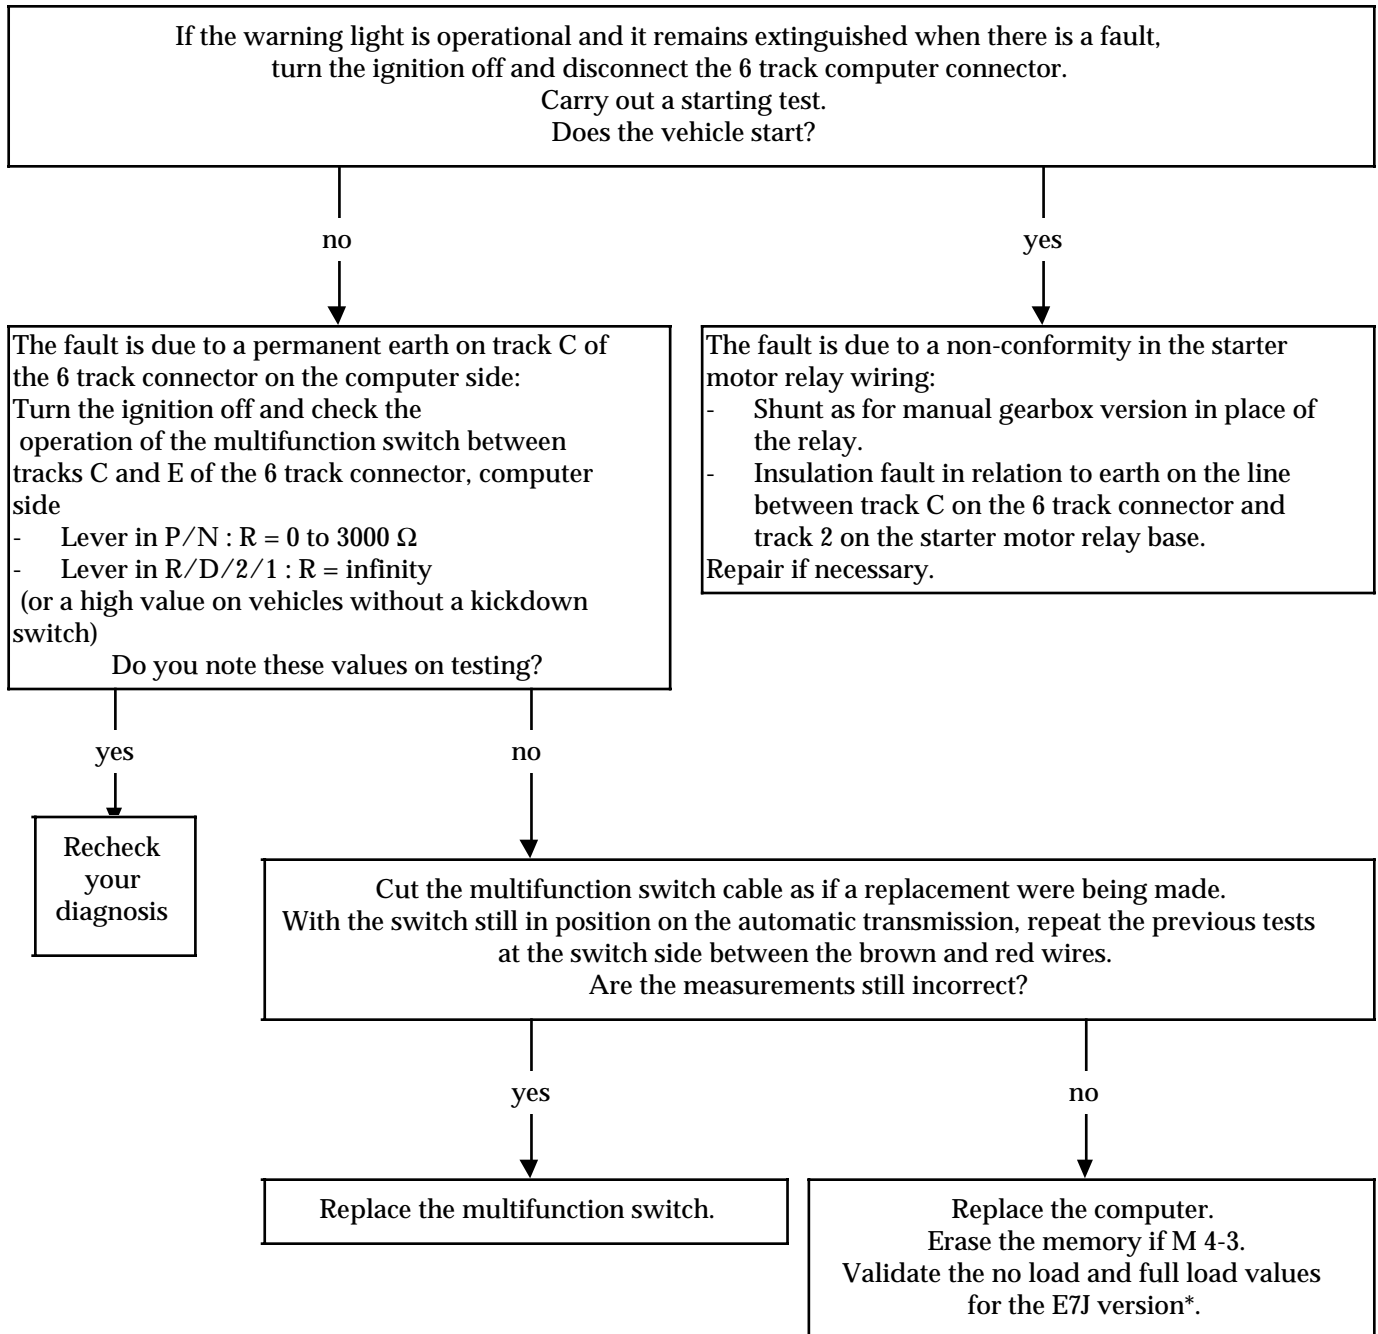 If the warning light is operational and it remains extinguished when there is a fault,
turn the ignition off and disconnect the 6 track computer connector.
Carry out a starting test.
Does the vehicle start?
no
yes
The fault is due to a permanent earth on track C of
the 6 track connector on the computer side:
Turn the ignition off and check the
operation of the multifunction switch between
tracks C and E of the 6 track connector, computer
side
- Lever in P/N : R = 0 to 3000 Ω
- Lever in R/D/2/1 : R = infinity
(or a high value on vehicles without a kickdown
switch)
Do you note these values on testing?
The fault is due to a non-conformity in the starter
motor relay wiring:
- Shunt as for manual gearbox version in place of
the relay.
- Insulation fault in relation to earth on the line
between track C on the 6 track connector and
track 2 on the starter motor relay base.
Repair if necessary.
yes
no
Recheck
your
diagnosis
Cut the multifunction switch cable as if a replacement were being made.
With the switch still in position on the automatic transmission, repeat the previous tests
at the switch side between the brown and red wires.
Are the measurements still incorrect?
yes
no
Replace the multifunction switch.
Replace the computer.
Erase the memory if M 4-3.
Validate the no load and full load values
for the E7J version*.